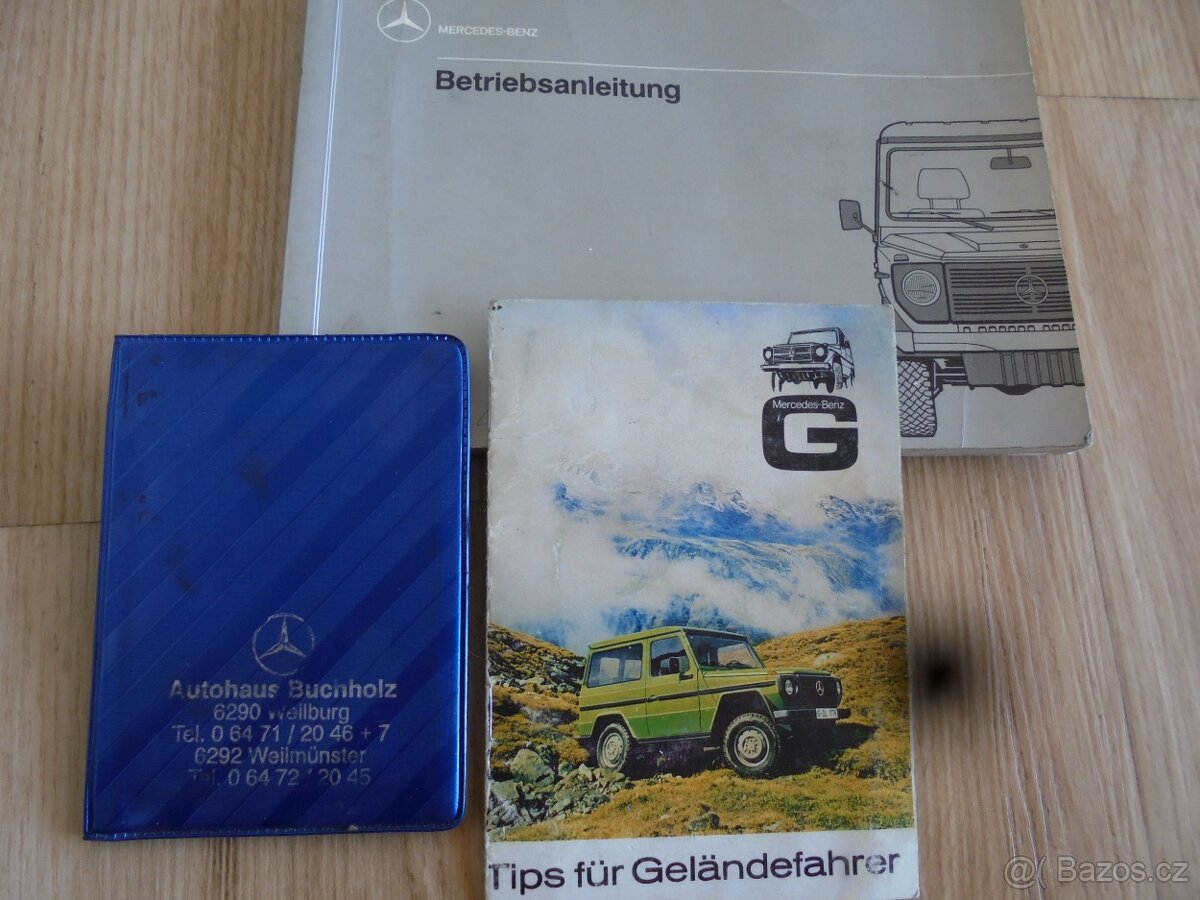 MERCEDES-BENZ
Betriebsanleitung
Mercedes-Benz
G
Autohaus Buchholz
6290 Weilburg
Tel. 0 64 71 / 20 46 + 7
6292 Weilmünster
Tel. 0 64 72 / 20 45
Tips für Geländefahrer
@( Bazos.cz